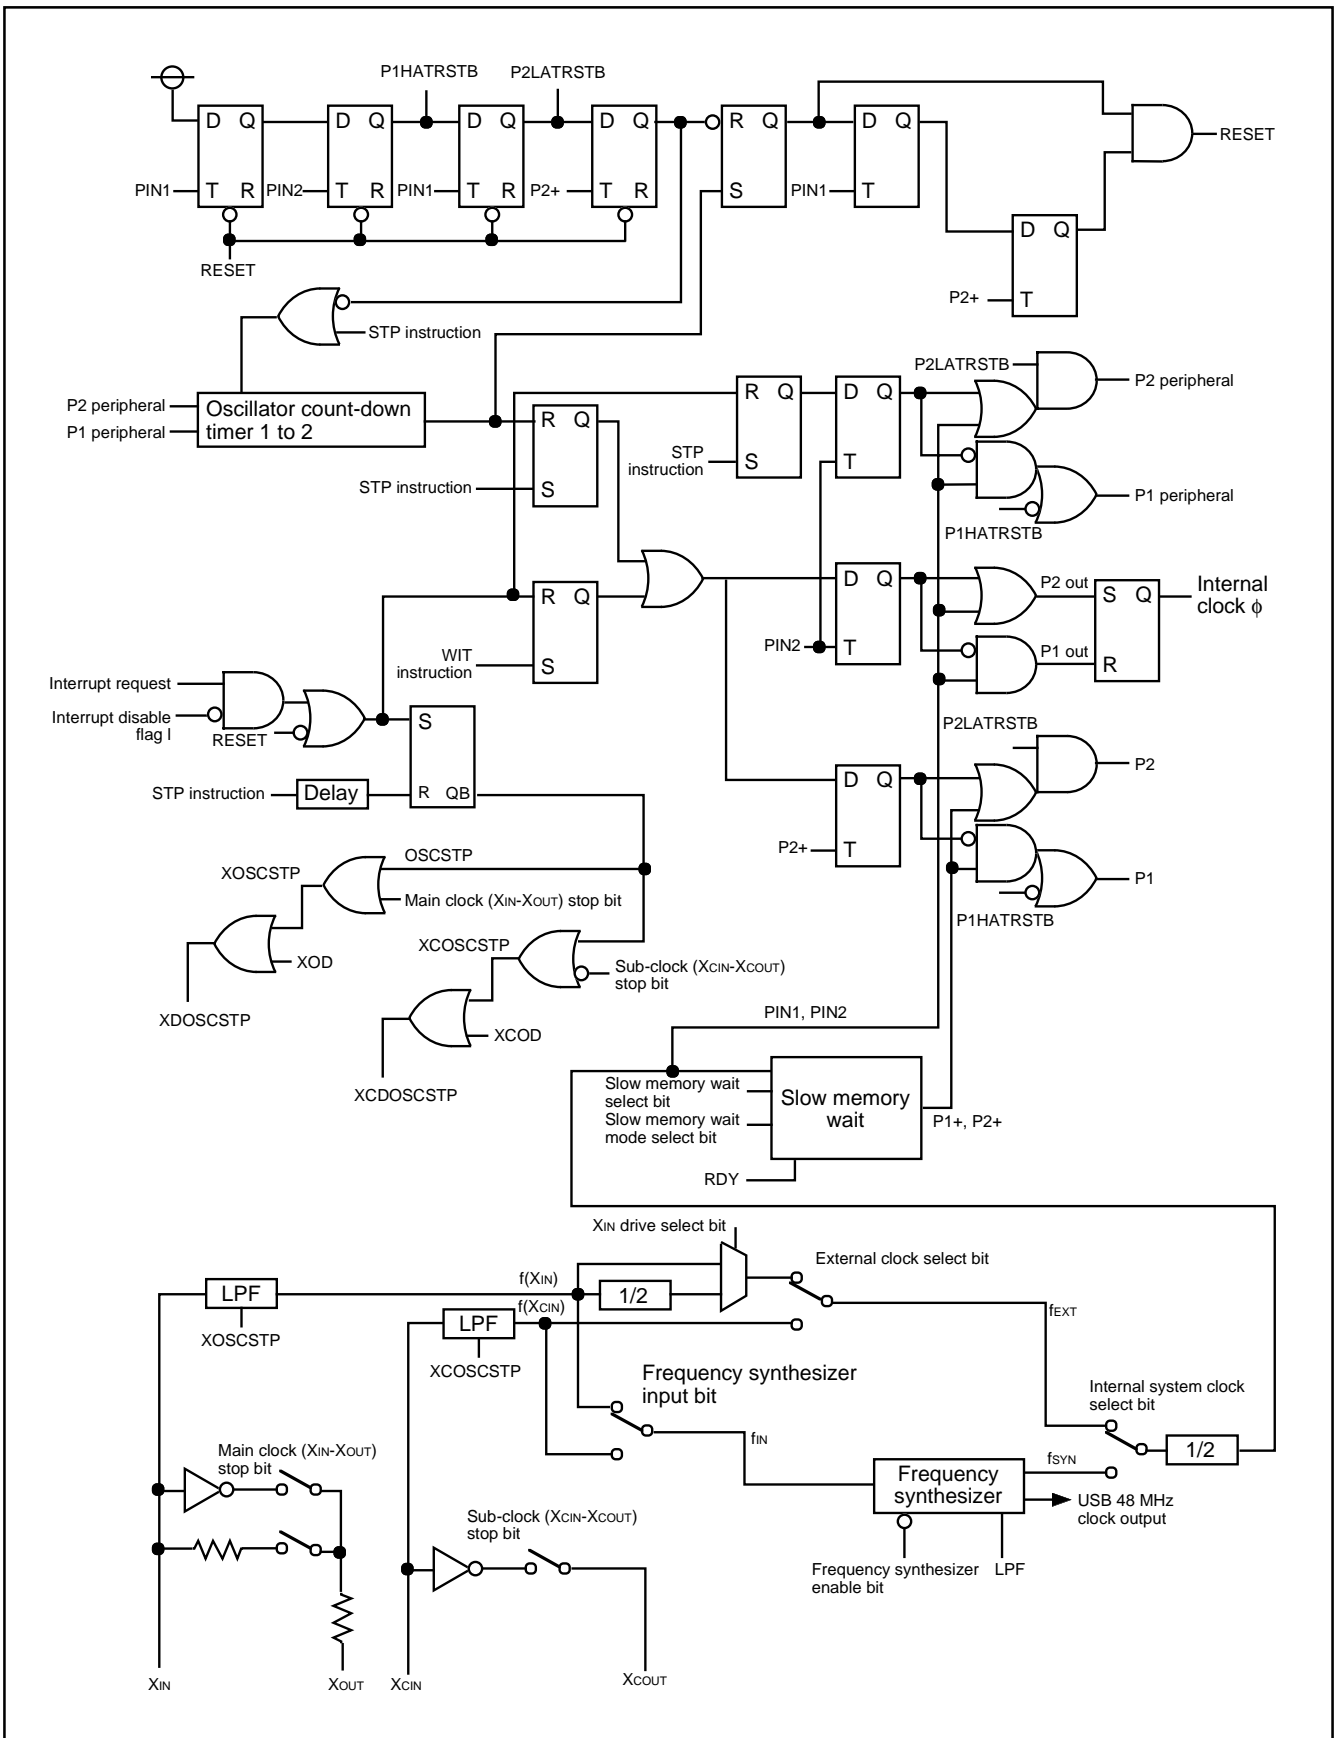 P1HATRSTB P2LATRSTB
D Q D Q D Q D Q R Q D Q
RESET
PIN1 T R PIN2 T R PIN1 T R P2+ T R S PIN1 T
D Q
RESET
P2+ T
STP instruction
P2LATRSTB
P2 peripheral
P2 peripheral
P1 peripheral
Oscillator count-down
timer 1 to 2
R Q
R Q D Q
STP
instruction
S T
STP instruction
S
P1 peripheral
P1HATRSTB
D Q
P2 out
S Q
Internal
clock ϕ
R Q
PIN2
T
P1 out
R
WIT
instruction
S
Interrupt request
Interrupt disable
flag I
RESET
S
P2LATRSTB
P2
D Q
STP instruction
Delay
R QB
P2+
T
OSCSTP
XOSCSTP
Main clock (XIN-XOUT) stop bit
P1
P1HATRSTB
XCOSCSTP
XOD
Sub-clock (XCIN-XCOUT)
stop bit
XDOSCSTP
PIN1, PIN2
XCOD
XCDOSCSTP
Slow memory wait
select bit
Slow memory wait
mode select bit
Slow memory
wait
P1+, P2+
RDY
XIN drive select bit
External clock select bit
f(XIN)
LPF
1/2
f(XCIN)
fEXT
XOSCSTP
LPF
XCOSCSTP
Frequency synthesizer
input bit
Internal system clock
select bit
fIN
1/2
Main clock (XIN-XOUT)
stop bit
fSYN
Frequency
synthesizer
USB 48 MHz
clock output
Sub-clock (XCIN-XCOUT)
stop bit
Frequency synthesizer
enable bit
LPF
XIN XOUT XCIN XCOUT